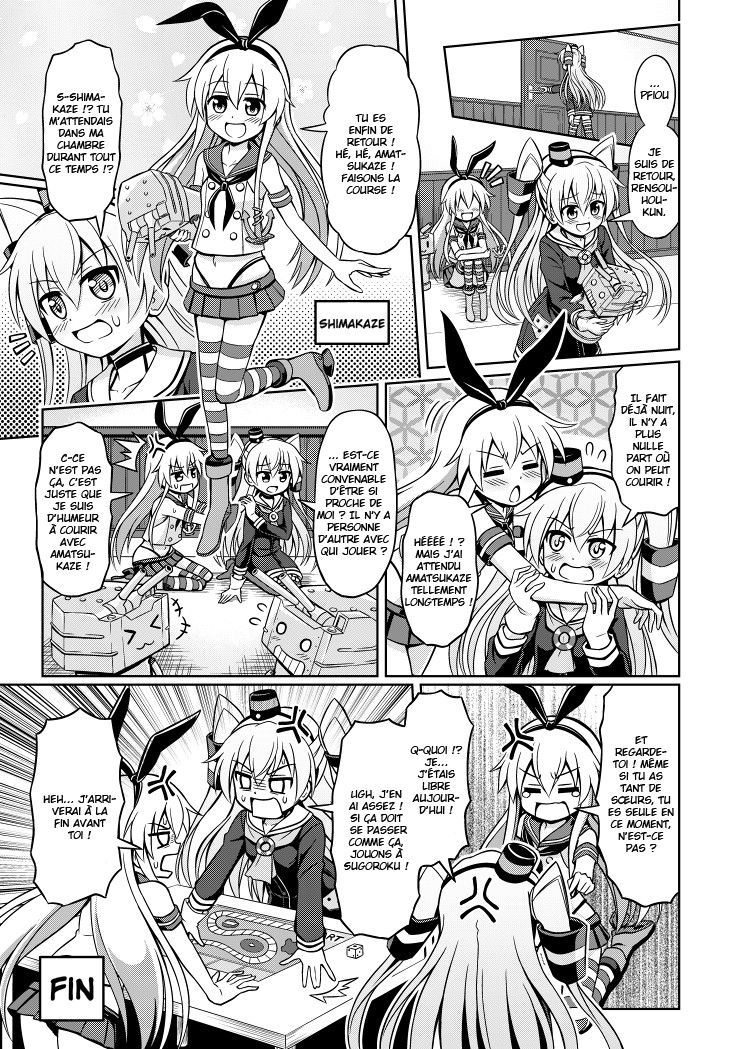 ...
PFIOU
JE SUIS
DE RETOUR,
RENSOU-
HOU-
KUN.
TU ES
ENFIN DE
RETOUR !
HÉ, HÉ, AMAT-
SUKAZE !
FAISONS LA
COURSE !
S-SHIMA-
KAZE !? TU
M'ATTENDAIS
DANS MA
CHAMBRE
DURANT TOUT
CE TEMPS !?
SHIMAKAZE
IL FAIT
DÉJÀ NUIT,
IL N'Y A
PLUS
NULLE
PART OÙ
ON PEUT
COURIR !
HÉÉÉÉ ! ?
MAIS J'AI
ATTENDU
AMATSUKAZE
TELLEMENT
LONGTEMPS !
... EST-CE
VRAIMENT
CONVENABLE
D'ÊTRE SI
PROCHE DE
MOI ? IL N'Y A
PERSONNE
D'AUTRE AVEC
QUI JOUER ?
C-CE
N'EST PAS
ÇA, C'EST
JUSTE QUE
JE SUIS
D'HUMEUR
À COURIR
AVEC
AMATSU-
KAZE !
ET
REGARDE-
TOI ! MÊME
SI TU AS
TANT DE
SŒURS, TU
ES SEULE EN
CE MOMENT,
N'EST-CE
PAS ?
Q-QUOI !?
JE...
J'ÉTAIS
LIBRE
AUJOUR-
D'HUI !
UGH, J'EN
AI ASSEZ !
SI ÇA DOIT
SE PASSER
COMME ÇA,
JOUONS À
SUGOROKU !
HEH... J'ARRI-
VERAI À LA
FIN AVANT
TOI !
FIN